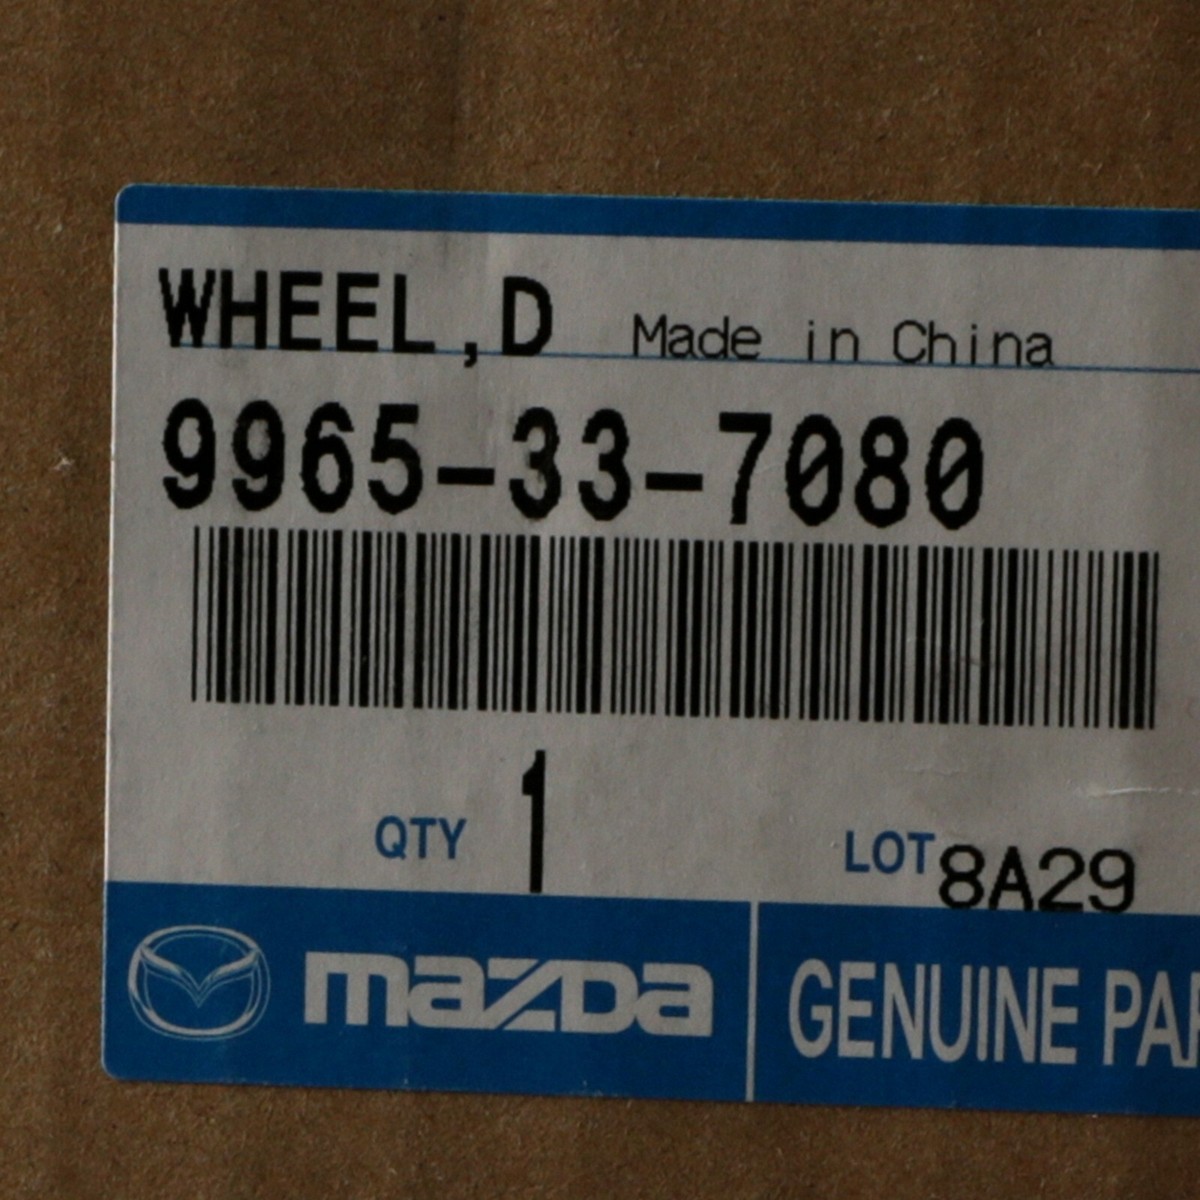 WHEEL,D Made in China
9965-33-7080
QTY 1 LOT 8A29
mazda GENUINE PAR